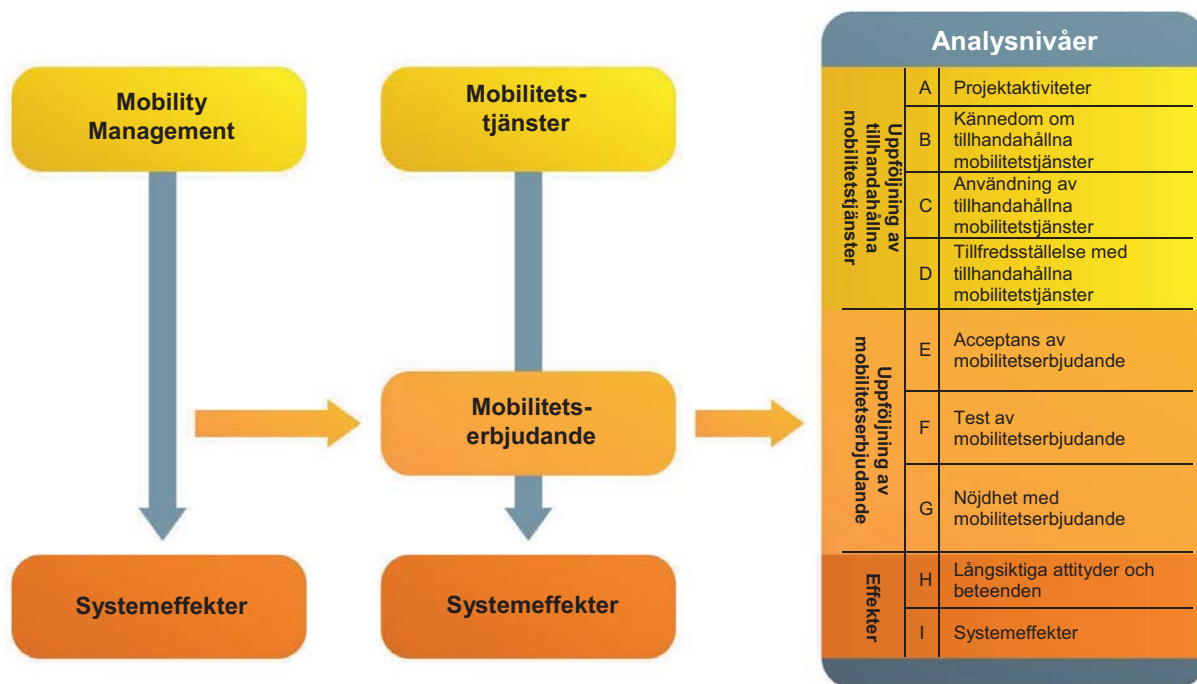 Mobility
Management
Systemeffekter
Mobilitets-
tjänster
Mobilitets-
erbjudande
Systemeffekter
Analysnivåer
Uppföljning av
tillhandahållna
mobilitetstjänster
A Projektaktiviteter
B Kännedom om
tillhandahållna
mobilitetstjänster
C Användning av
tillhandahållna
mobilitetstjänster
D Tillfredsställelse med
tillhandahållna
mobilitetstjänster
Uppföljning av
mobilitetserbjudande
E Acceptans av
mobilitetserbjudande
F Test av
mobilitetserbjudande
G Nöjdhet med
mobilitetserbjudande
Effekter
H Långsiktiga attityder och
beteenden
I Systemeffekter